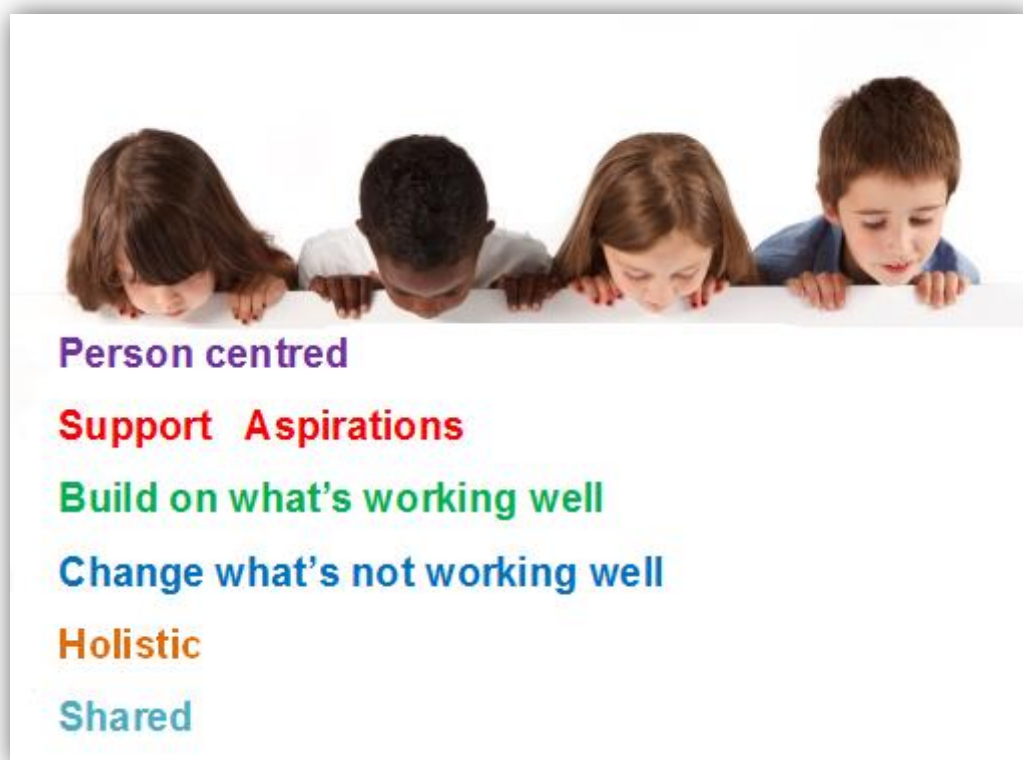 Person centred
Support   Aspirations
Build on what's working well
Change what's not working well
Holistic
Shared